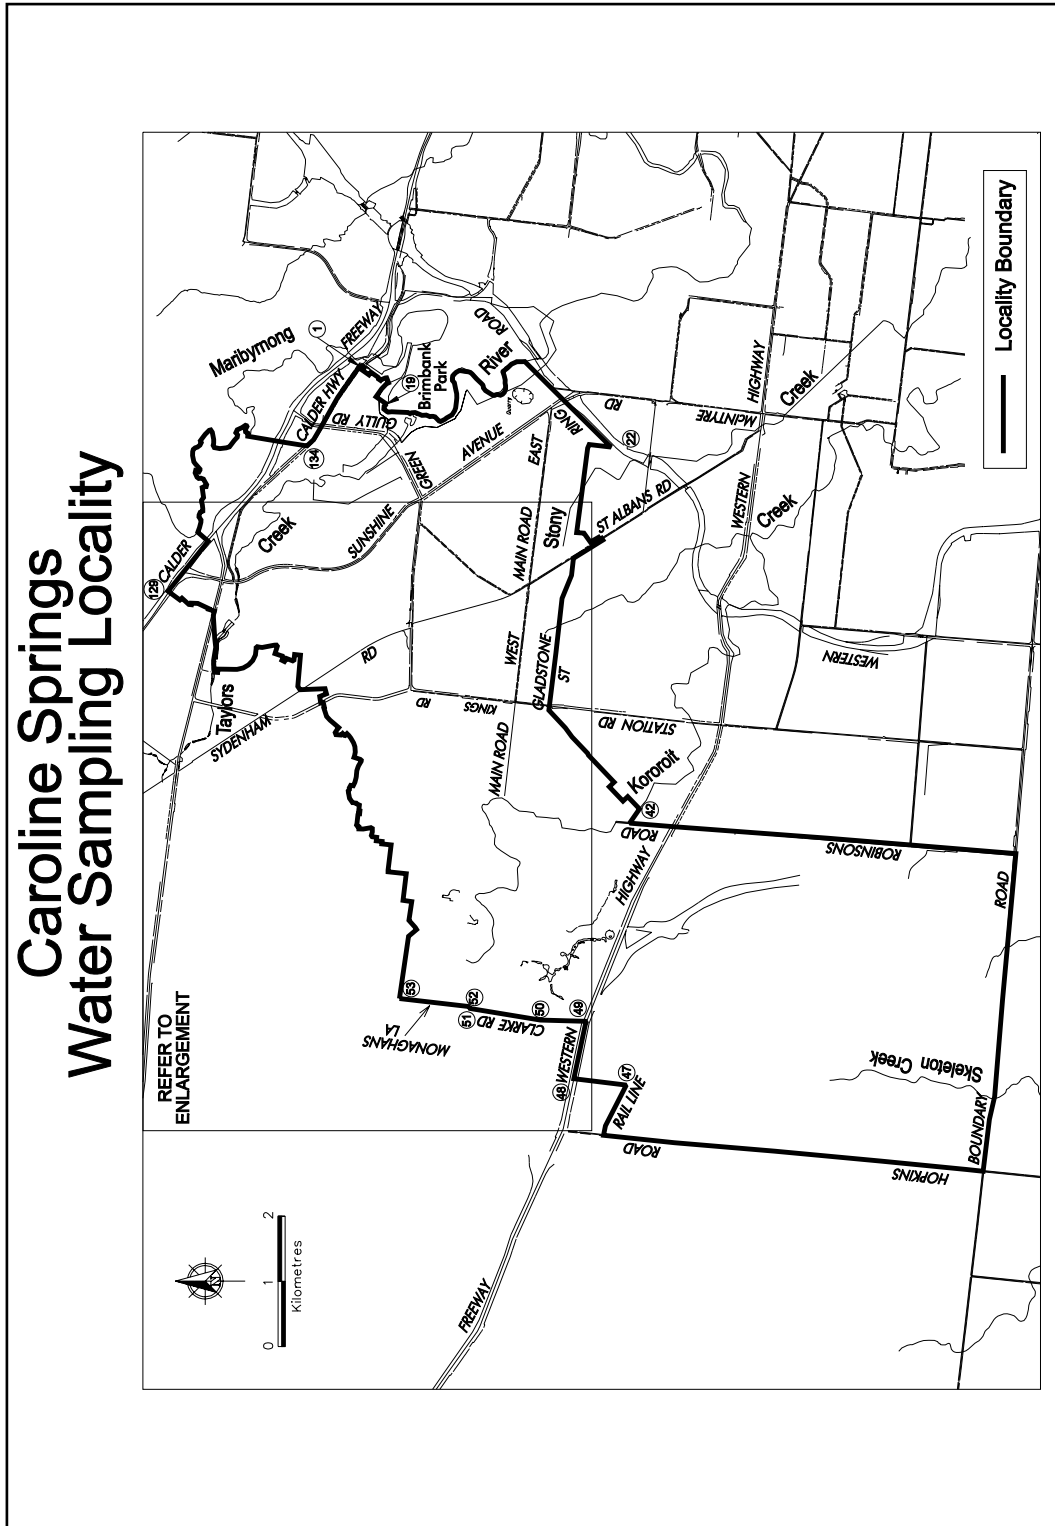 Caroline Springs
Water Sampling Locality
REFER TO
ENLARGEMENT
129
CALDER
Creek
Taylors
SYDENHAM
RD
SUNSHINE
AVENUE
134
CALDER HWY
GULLY RD
GREEN
Maribyrnong
1
FREEWAY
19
Brimbank
Park
River
ROAD
Quarry
RING
RD
22
McINTYRE
HIGHWAY
Creek
EAST
MAIN ROAD
Stony
ST ALBANS RD
WESTERN
Creek
WEST
GLADSTONE
ST
KINGS
RD
MAIN ROAD
STATION RD
WESTERN
Kororoit
42
ROAD
ROBINSONS
HIGHWAY
ROAD
53
MONAGHANS
LA
52
51
CLARKE RD
50
49
WESTERN
48
47
RAIL LINE
ROAD
HOPKINS
Skeleton Creek
BOUNDARY
FREEWAY
N
0
1
2
Kilometres
Locality Boundary